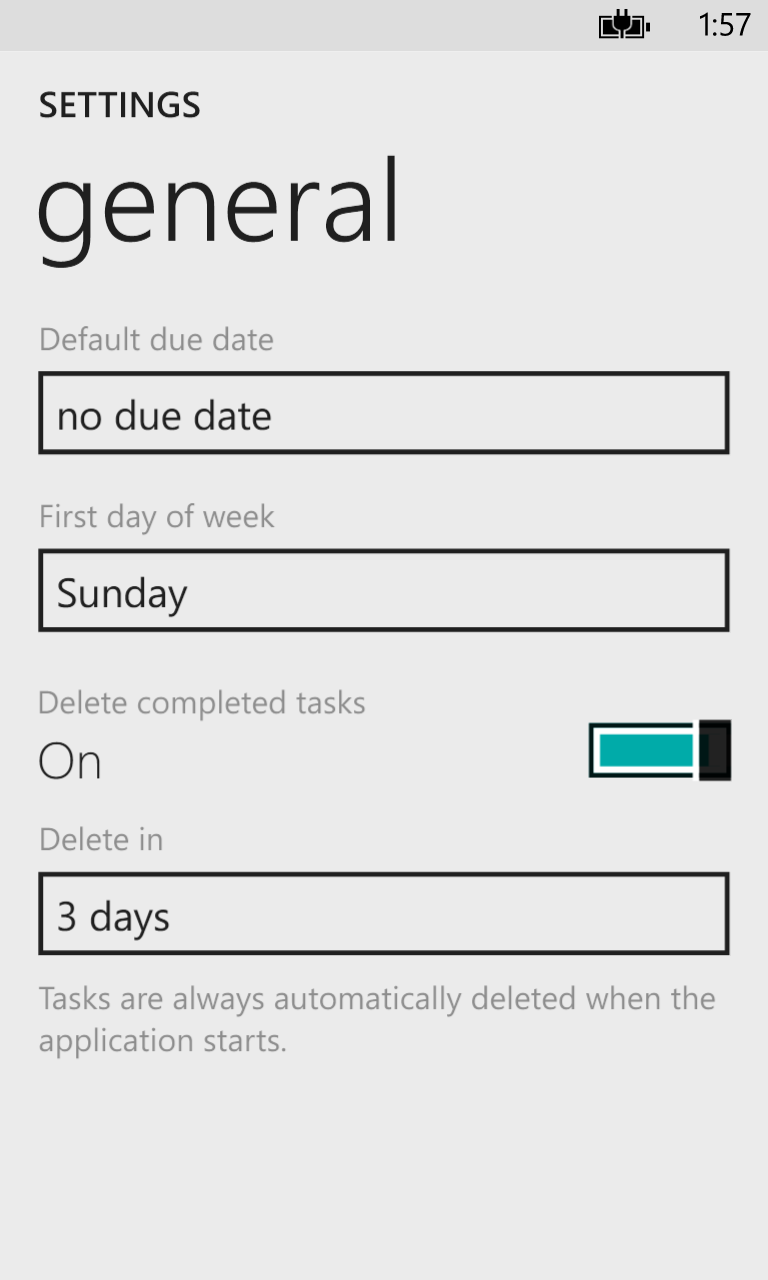 1:57
SETTINGS
general
Default due date
no due date
First day of week
Sunday
Delete completed tasks
On
Delete in
3 days
Tasks are always automatically deleted when the
application starts.